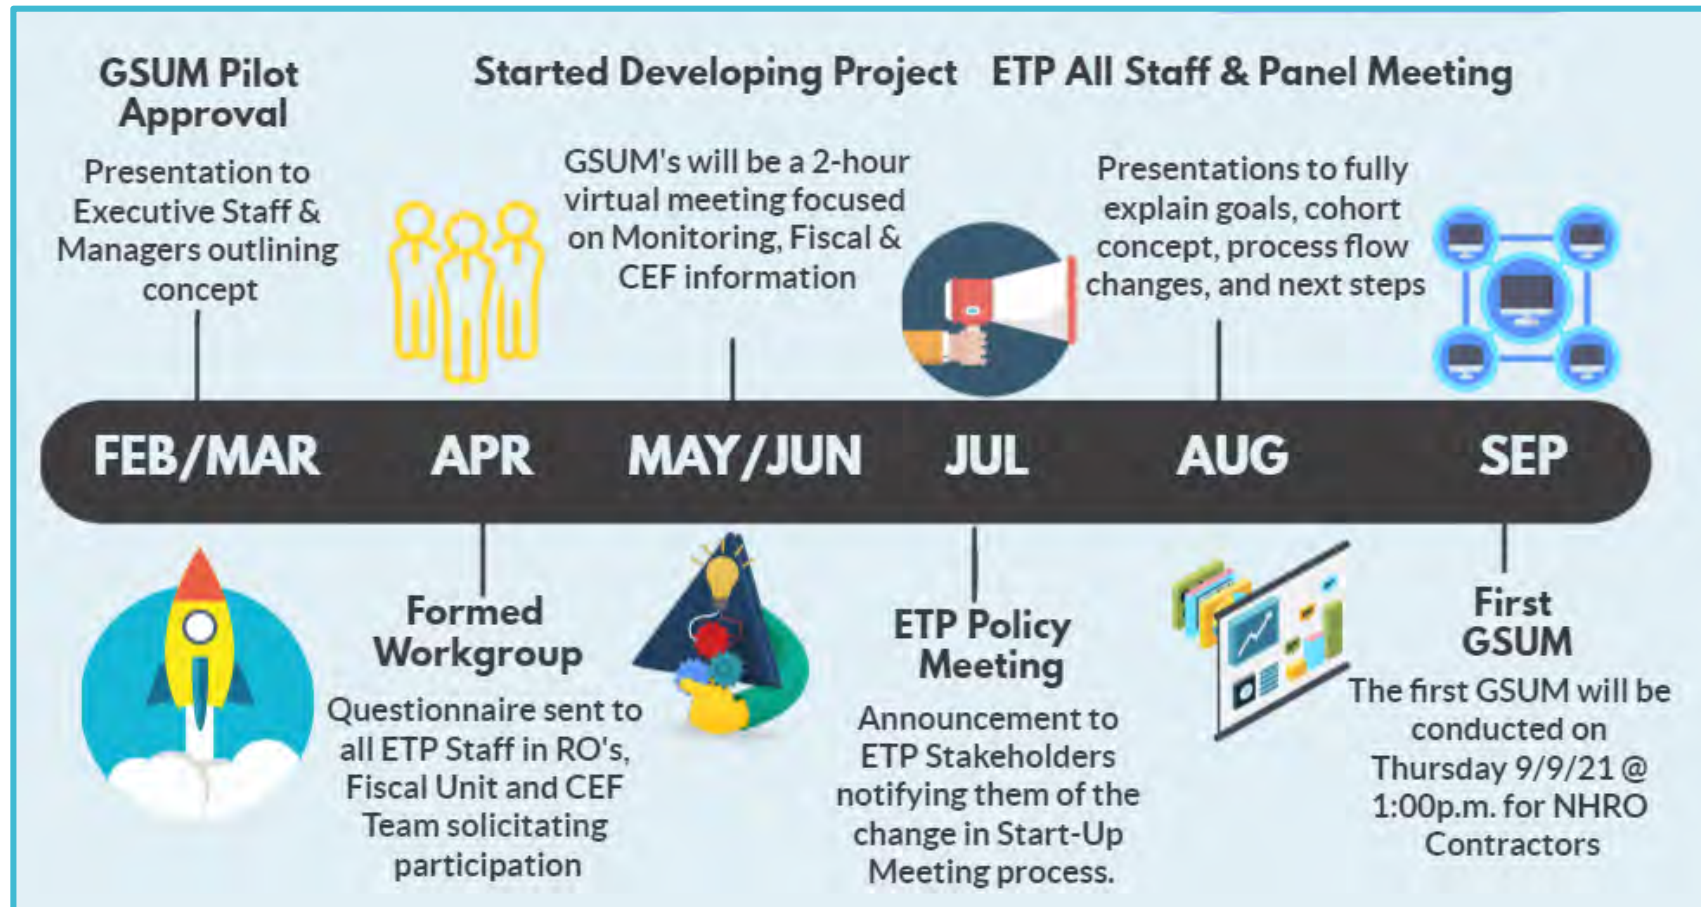 GSUM Pilot
Approval
Presentation to
Executive Staff &
Managers outlining
concept
Started Developing Project
GSUM's will be a 2-hour
virtual meeting focused
on Monitoring, Fiscal &
CEF information
ETP All Staff & Panel Meeting
Presentations to fully
explain goals, cohort
concept, process flow
changes, and next steps
FEB/MAR
APR
MAY/JUN
JUL
AUG
SEP
Formed
Workgroup
Questionnaire sent to
all ETP Staff in RO's,
Fiscal Unit and CEF
Team solicitating
participation
ETP Policy
Meeting
Announcement to
ETP Stakeholders
notifying them of the
change in Start-Up
Meeting process.
First
GSUM
The first GSUM will be
conducted on
Thursday 9/9/21 @
1:00p.m. for NHRO
Contractors